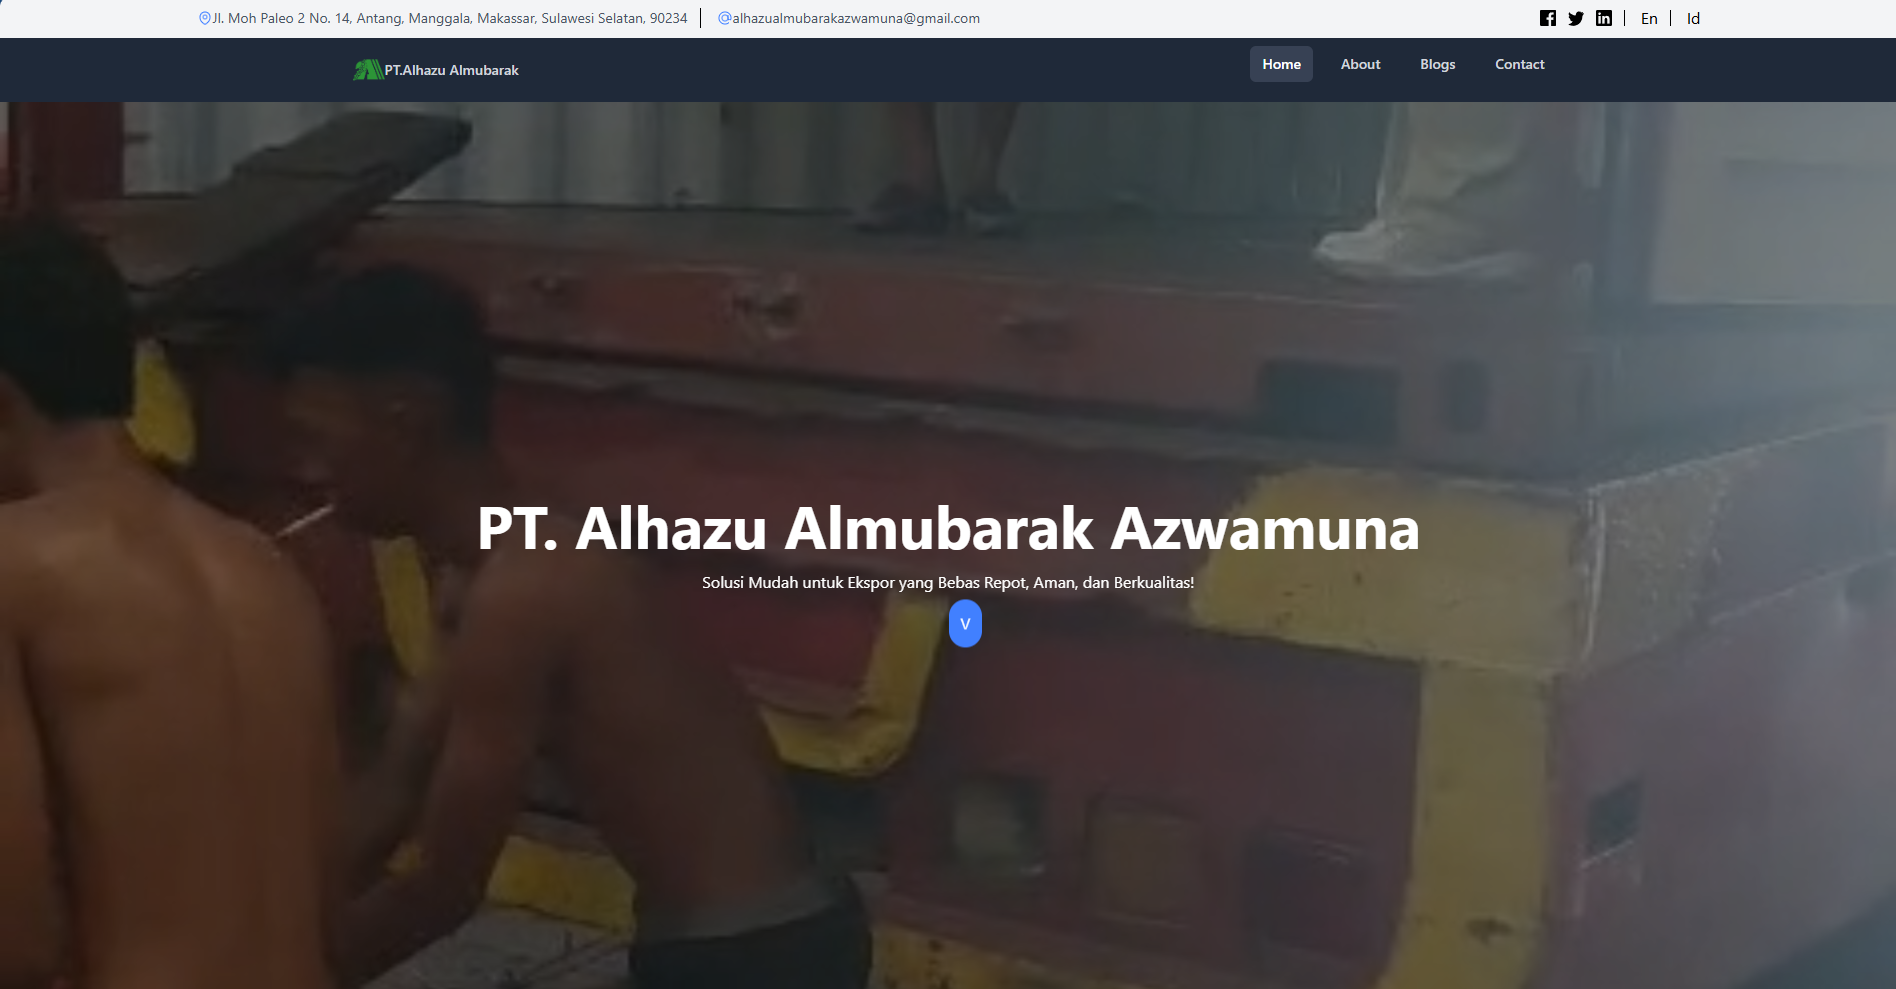 Jl. Moh Paleo 2 No. 14, Antang, Manggala, Makassar, Sulawesi Selatan, 90234
alhazualmubarakazwamuna@gmail.com
En
Id
PT.Alhazu Almubarak
Home
About
Blogs
Contact
PT. Alhazu Almubarak Azwamuna
Solusi Mudah untuk Ekspor yang Bebas Repot, Aman, dan Berkualitas!
V